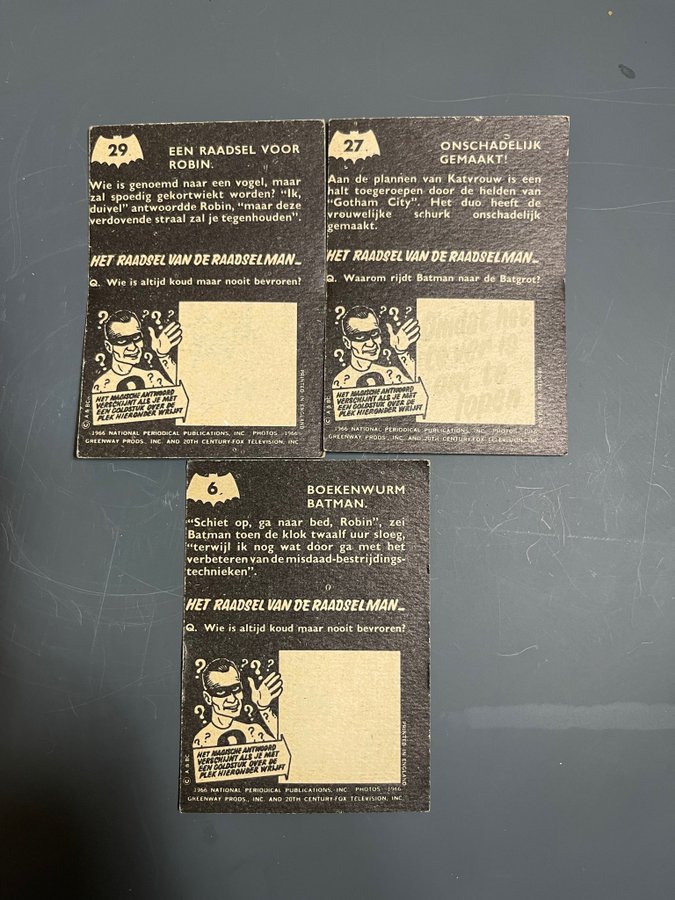 29
EEN RAADSEL VOOR
ROBIN.
Wie is genoemd naar een vogel, maar
zal spoedig gekortwiekt worden? "Ik,
duivel" antwoordde Robin, "maar deze
verdovende straal zal je tegenhouden".
HET RAADSEL VAN DE RAADSELMAN...
Q. Wie is altijd koud maar nooit bevroren?
HET MAGISCHE ANTWOORD
VERSCHIJNT ALS JE MET
EEN GOLDSTUK OVER DE
PLEK HIERONDER WRIJFT
PRINTED IN ENGLAND
© A & BC.
1966 NATIONAL PERIODICAL PUBLICATIONS, INC. PHOTOS -1966
GREENWAY PRODS., INC. AND 20TH CENTURY-FOX TELEVISION, INC.
27
ONSCHADELIJK
GEMAAKT!
Aan de plannen van Katvrouw is een
halt toegeroepen door de helden van
"Gotham City". Het duo heeft de
vrouwelijke schurk onschadelijk
gemaakt.
HET RAADSEL VAN DE RAADSELMAN...
Q. Waarom rijdt Batman naar de Batgrot?
HET MAGISCHE ANTWOORD
VERSCHIJNT ALS JE MET
EEN GOLDSTUK OVER DE
PLEK HIERONDER WRIJFT
PRINTED IN
© A & BC.
1966 NATIONAL PERIODICAL PUBLICATIONS, INC. PHOTOS
GREENWAY PRODS., INC. AND 20TH CENTURY-FOX TELEVISION, INC.
6
BOEKENWURM
BATMAN.
"Schiet op, ga naar bed, Robin", zei
Batman toen de klok twaalf uur sloeg,
"terwijl ik nog wat door ga met het
verbeteren van de misdaad-bestrijdings-
technieken".
HET RAADSEL VAN DE RAADSELMAN...
Q. Wie is altijd koud maar nooit bevroren?
HET MAGISCHE ANTWOORD
VERSCHIJNT ALS JE MET
EEN GOLDSTUK OVER DE
PLEK HIERONDER WRIJFT
PRINTED IN ENGLAND
© A & BC
1966 NATIONAL PERIODICAL PUBLICATIONS, INC. PHOTOS -1966
GREENWAY PRODS., INC. AND 20TH CENTURY-FOX TELEVISION, INC.